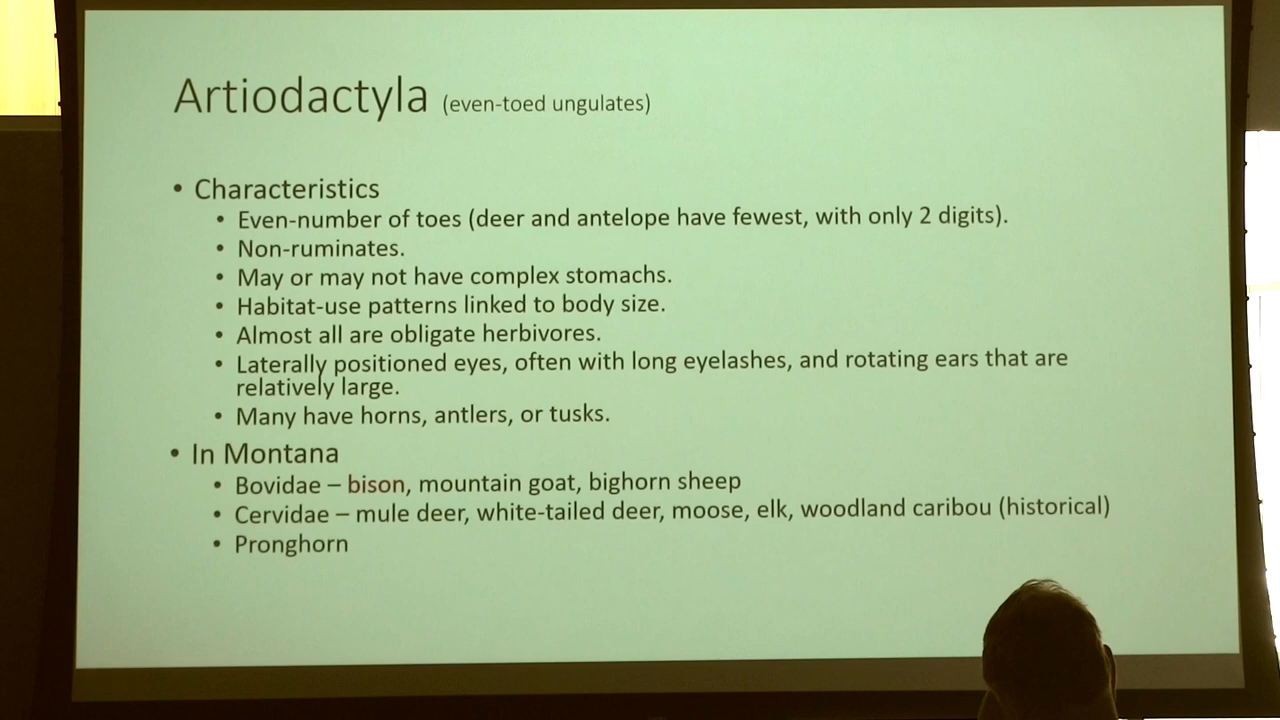 Artiodactyla (even-toed ungulates)
• Characteristics
• Even-number of toes (deer and antelope have fewest, with only 2 digits).
• Non-ruminates.
• May or may not have complex stomachs.
• Habitat-use patterns linked to body size.
• Almost all are obligate herbivores.
• Laterally positioned eyes, often with long eyelashes, and rotating ears that are
relatively large.
• Many have horns, antlers, or tusks.
• In Montana
• Bovidae – bison, mountain goat, bighorn sheep
• Cervidae – mule deer, white-tailed deer, moose, elk, woodland caribou (historical)
• Pronghorn